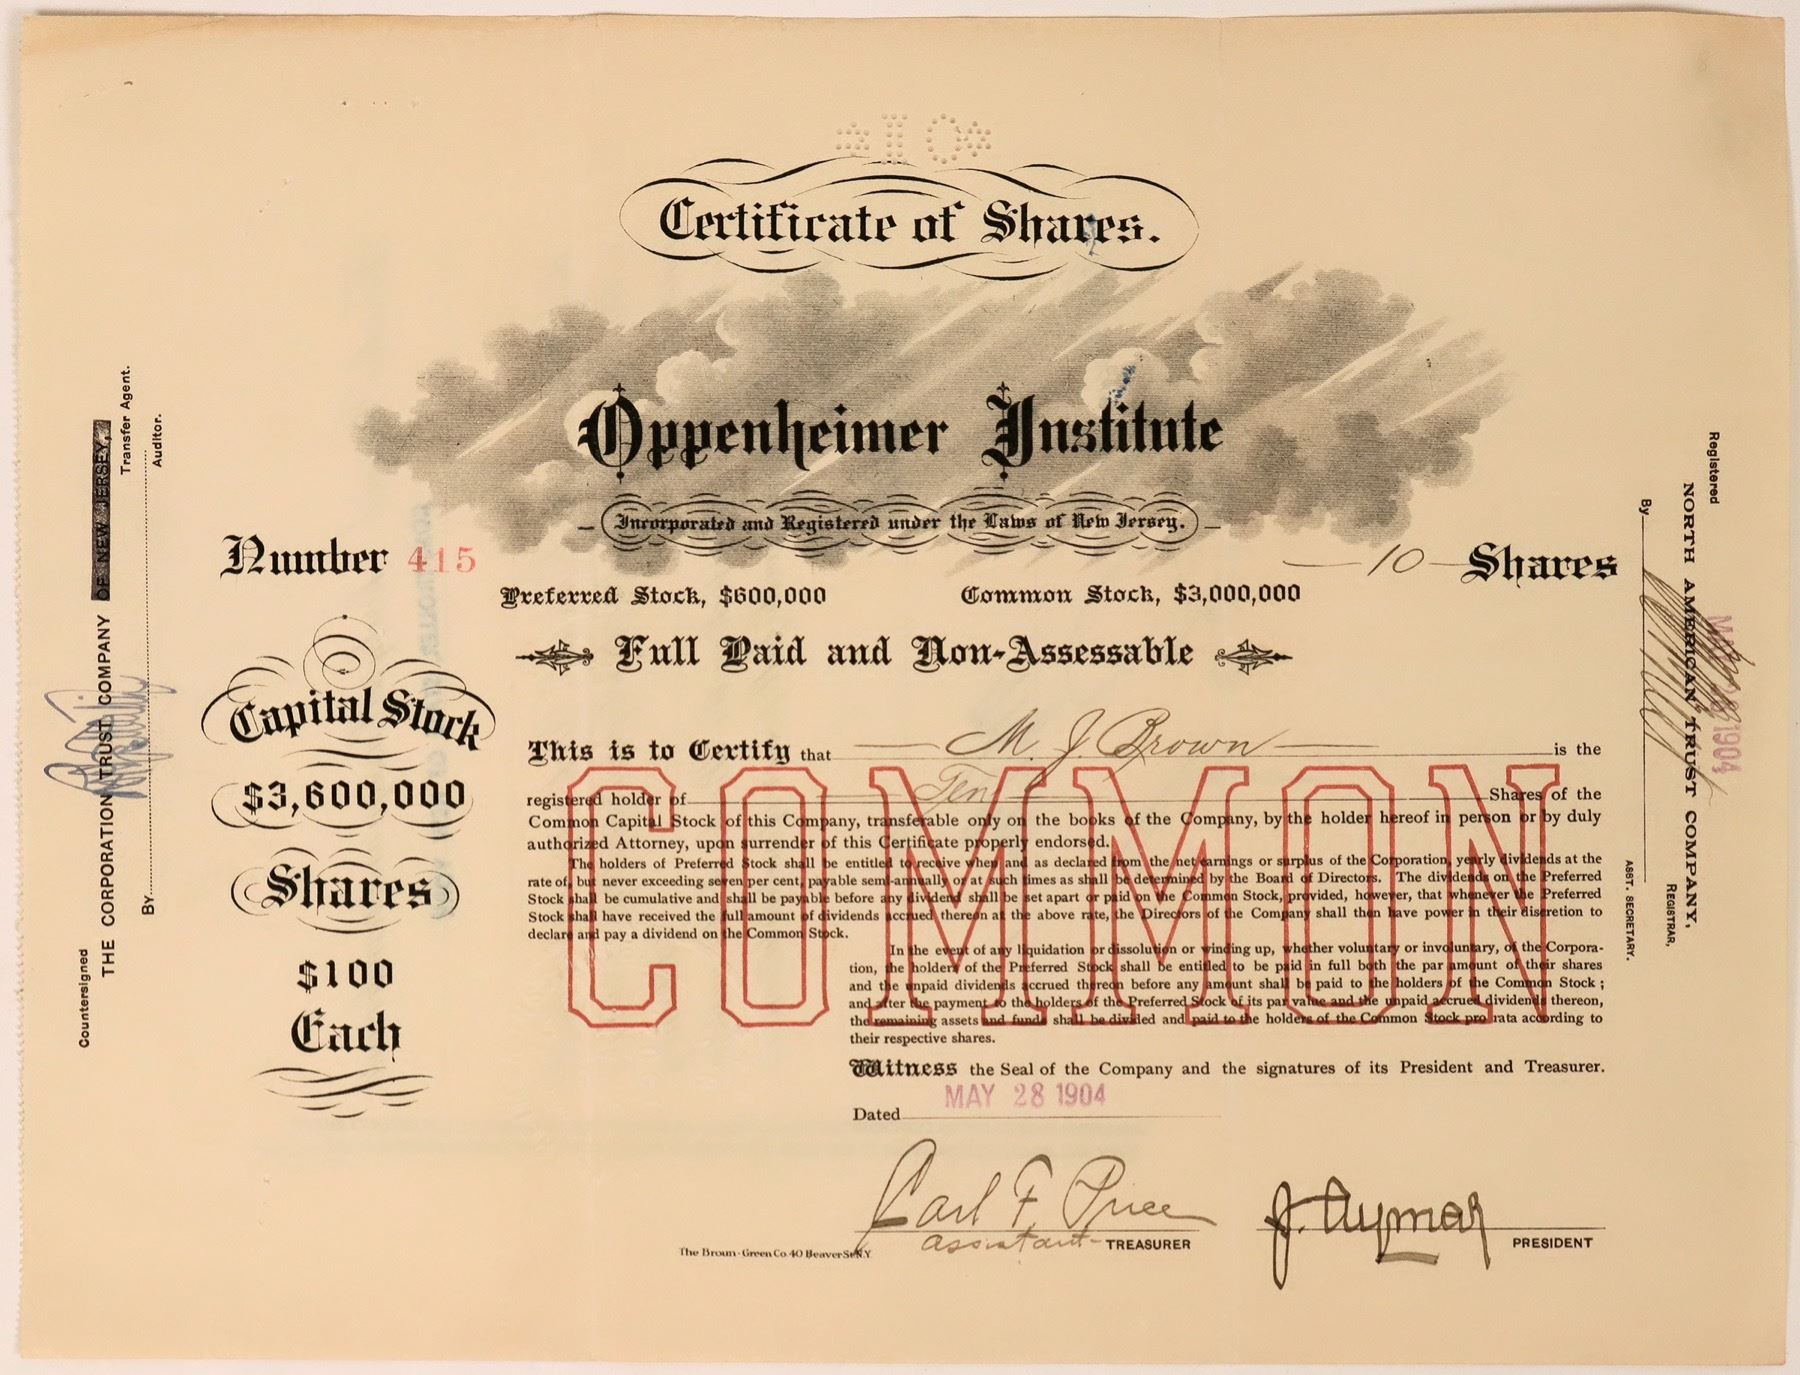 10
Certificate of Shares.
Oppenheimer Institute
Incorporated and Registered under the Laws of New Jersey.
Number 415
10 Shares
Preferred Stock, $600,000
Common Stock, $3,000,000
Full Paid and Non-Assessable
Capital Stock
$3,600,000
Shares
$100
Each
This is to Certify that M. J. Brown is the
registered holder of Ten Shares of the
Common Capital Stock of this Company, transferable only on the books of the Company, by the holder hereof in person or by duly
authorized Attorney, upon surrender of this Certificate properly endorsed.
The holders of Preferred Stock shall be entitled to receive when and as declared from the net earnings or surplus of the Corporation, yearly dividends at the
rate of, but never exceeding seven per cent, payable semi-annually or at such times as shall be determined by the Board of Directors. The dividends on the Preferred
Stock shall be cumulative and shall be payable before any dividend shall be set apart or paid on the Common Stock, provided, however, that whenever the Preferred
Stock shall have received the full amount of dividends accrued thereon at the above rate, the Directors of the Company shall then have power in their discretion to
declare and pay a dividend on the Common Stock.
In the event of any liquidation or dissolution or winding up, whether voluntary or involuntary, of the Corpora-
tion, the holders of the Preferred Stock shall be entitled to be paid in full both the par amount of their shares
and the unpaid dividends accrued thereon before any amount shall be paid to the holders of the Common Stock;
and after the payment to the holders of the Preferred Stock of its par value and the unpaid accrued dividends thereon,
the remaining assets and funds shall be divided and paid to the holders of the Common Stock pro rata according to
their respective shares.
COMMON
Witness the Seal of the Company and the signatures of its President and Treasurer.
Dated MAY 28 1904
Carl F. Price
assistant- TREASURER
J. Aymar
PRESIDENT
The Broun-Green Co. 40 Beaver St. N.Y
Countersigned
THE CORPORATION TRUST COMPANY OF NEW JERSEY,
Transfer Agent.
By
Auditor.
Registered MAY 28 1904
NORTH AMERICAN TRUST COMPANY,
REGISTRAR,
By
ASST. SECRETARY.